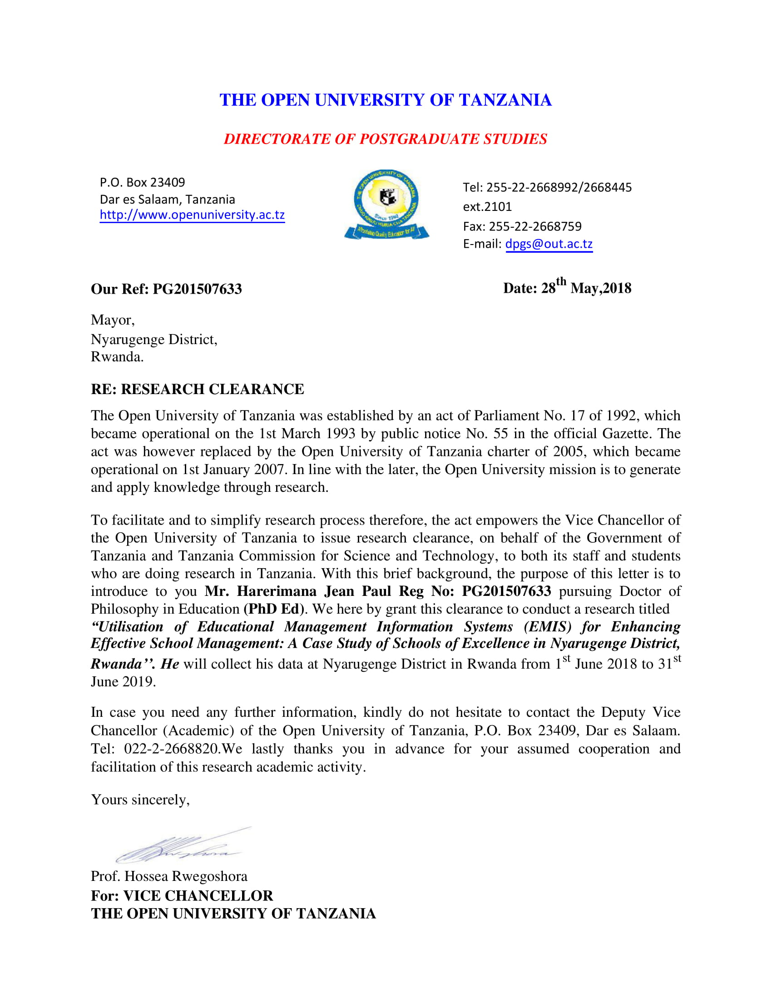 THE OPEN UNIVERSITY OF TANZANIA
DIRECTORATE OF POSTGRADUATE STUDIES
P.O. Box 23409
Dar es Salaam, Tanzania
http://www.openuniversity.ac.tz
THE OPEN UNIVERSITY OF TANZANIA
CHUO KIKUU HURIA CHA TANZANIA
Since 1992
Affordable Quality Education for All
Tel: 255-22-2668992/2668445
ext.2101
Fax: 255-22-2668759
E-mail: dpgs@out.ac.tz
Our Ref: PG201507633
Date: 28th May,2018
Mayor,
Nyarugenge District,
Rwanda.
RE: RESEARCH CLEARANCE
The Open University of Tanzania was established by an act of Parliament No. 17 of 1992, which
became operational on the 1st March 1993 by public notice No. 55 in the official Gazette. The
act was however replaced by the Open University of Tanzania charter of 2005, which became
operational on 1st January 2007. In line with the later, the Open University mission is to generate
and apply knowledge through research.
To facilitate and to simplify research process therefore, the act empowers the Vice Chancellor of
the Open University of Tanzania to issue research clearance, on behalf of the Government of
Tanzania and Tanzania Commission for Science and Technology, to both its staff and students
who are doing research in Tanzania. With this brief background, the purpose of this letter is to
introduce to you Mr. Harerimana Jean Paul Reg No: PG201507633 pursuing Doctor of
Philosophy in Education (PhD Ed). We here by grant this clearance to conduct a research titled
“Utilisation of Educational Management Information Systems (EMIS) for Enhancing
Effective School Management: A Case Study of Schools of Excellence in Nyarugenge District,
Rwanda’’. He will collect his data at Nyarugenge District in Rwanda from 1st June 2018 to 31st
June 2019.
In case you need any further information, kindly do not hesitate to contact the Deputy Vice
Chancellor (Academic) of the Open University of Tanzania, P.O. Box 23409, Dar es Salaam.
Tel: 022-2-2668820.We lastly thanks you in advance for your assumed cooperation and
facilitation of this research academic activity.
Yours sincerely,
Prof. Hossea Rwegoshora
For: VICE CHANCELLOR
THE OPEN UNIVERSITY OF TANZANIA